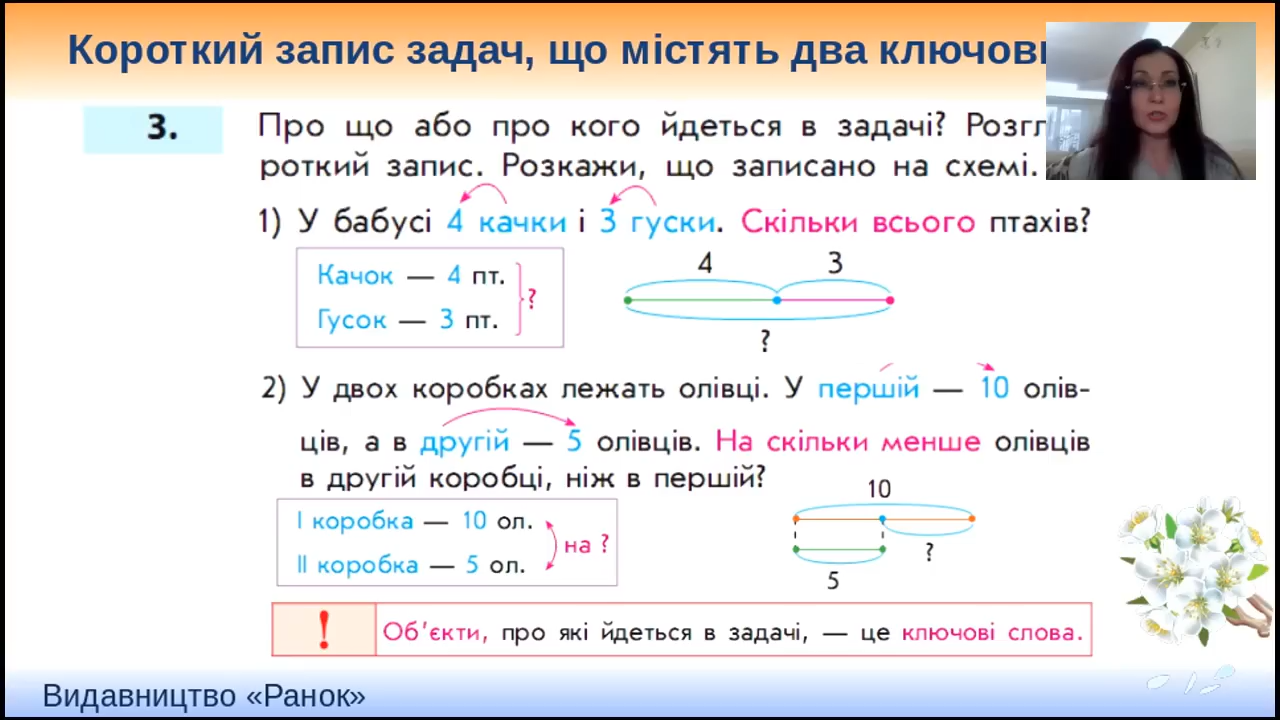 Короткий запис задач, що містять два ключові
3. Про що або про кого йдеться в задачі? Розгл
роткий запис. Розкажи, що записано на схемі.
1) У бабусі 4 качки і 3 гуски. Скільки всього птахів?
Качок — 4 пт.
Гусок — 3 пт.
?
4 3
?
2) У двох коробках лежать олівці. У першій — 10 олів-
ців, а в другій — 5 олівців. На скільки менше олівців
в другій коробці, ніж в першій?
I коробка — 10 ол.
II коробка — 5 ол.
на ?
10
?
5
! Об'єкти, про які йдеться в задачі, — це ключові слова.
Видавництво «Ранок»